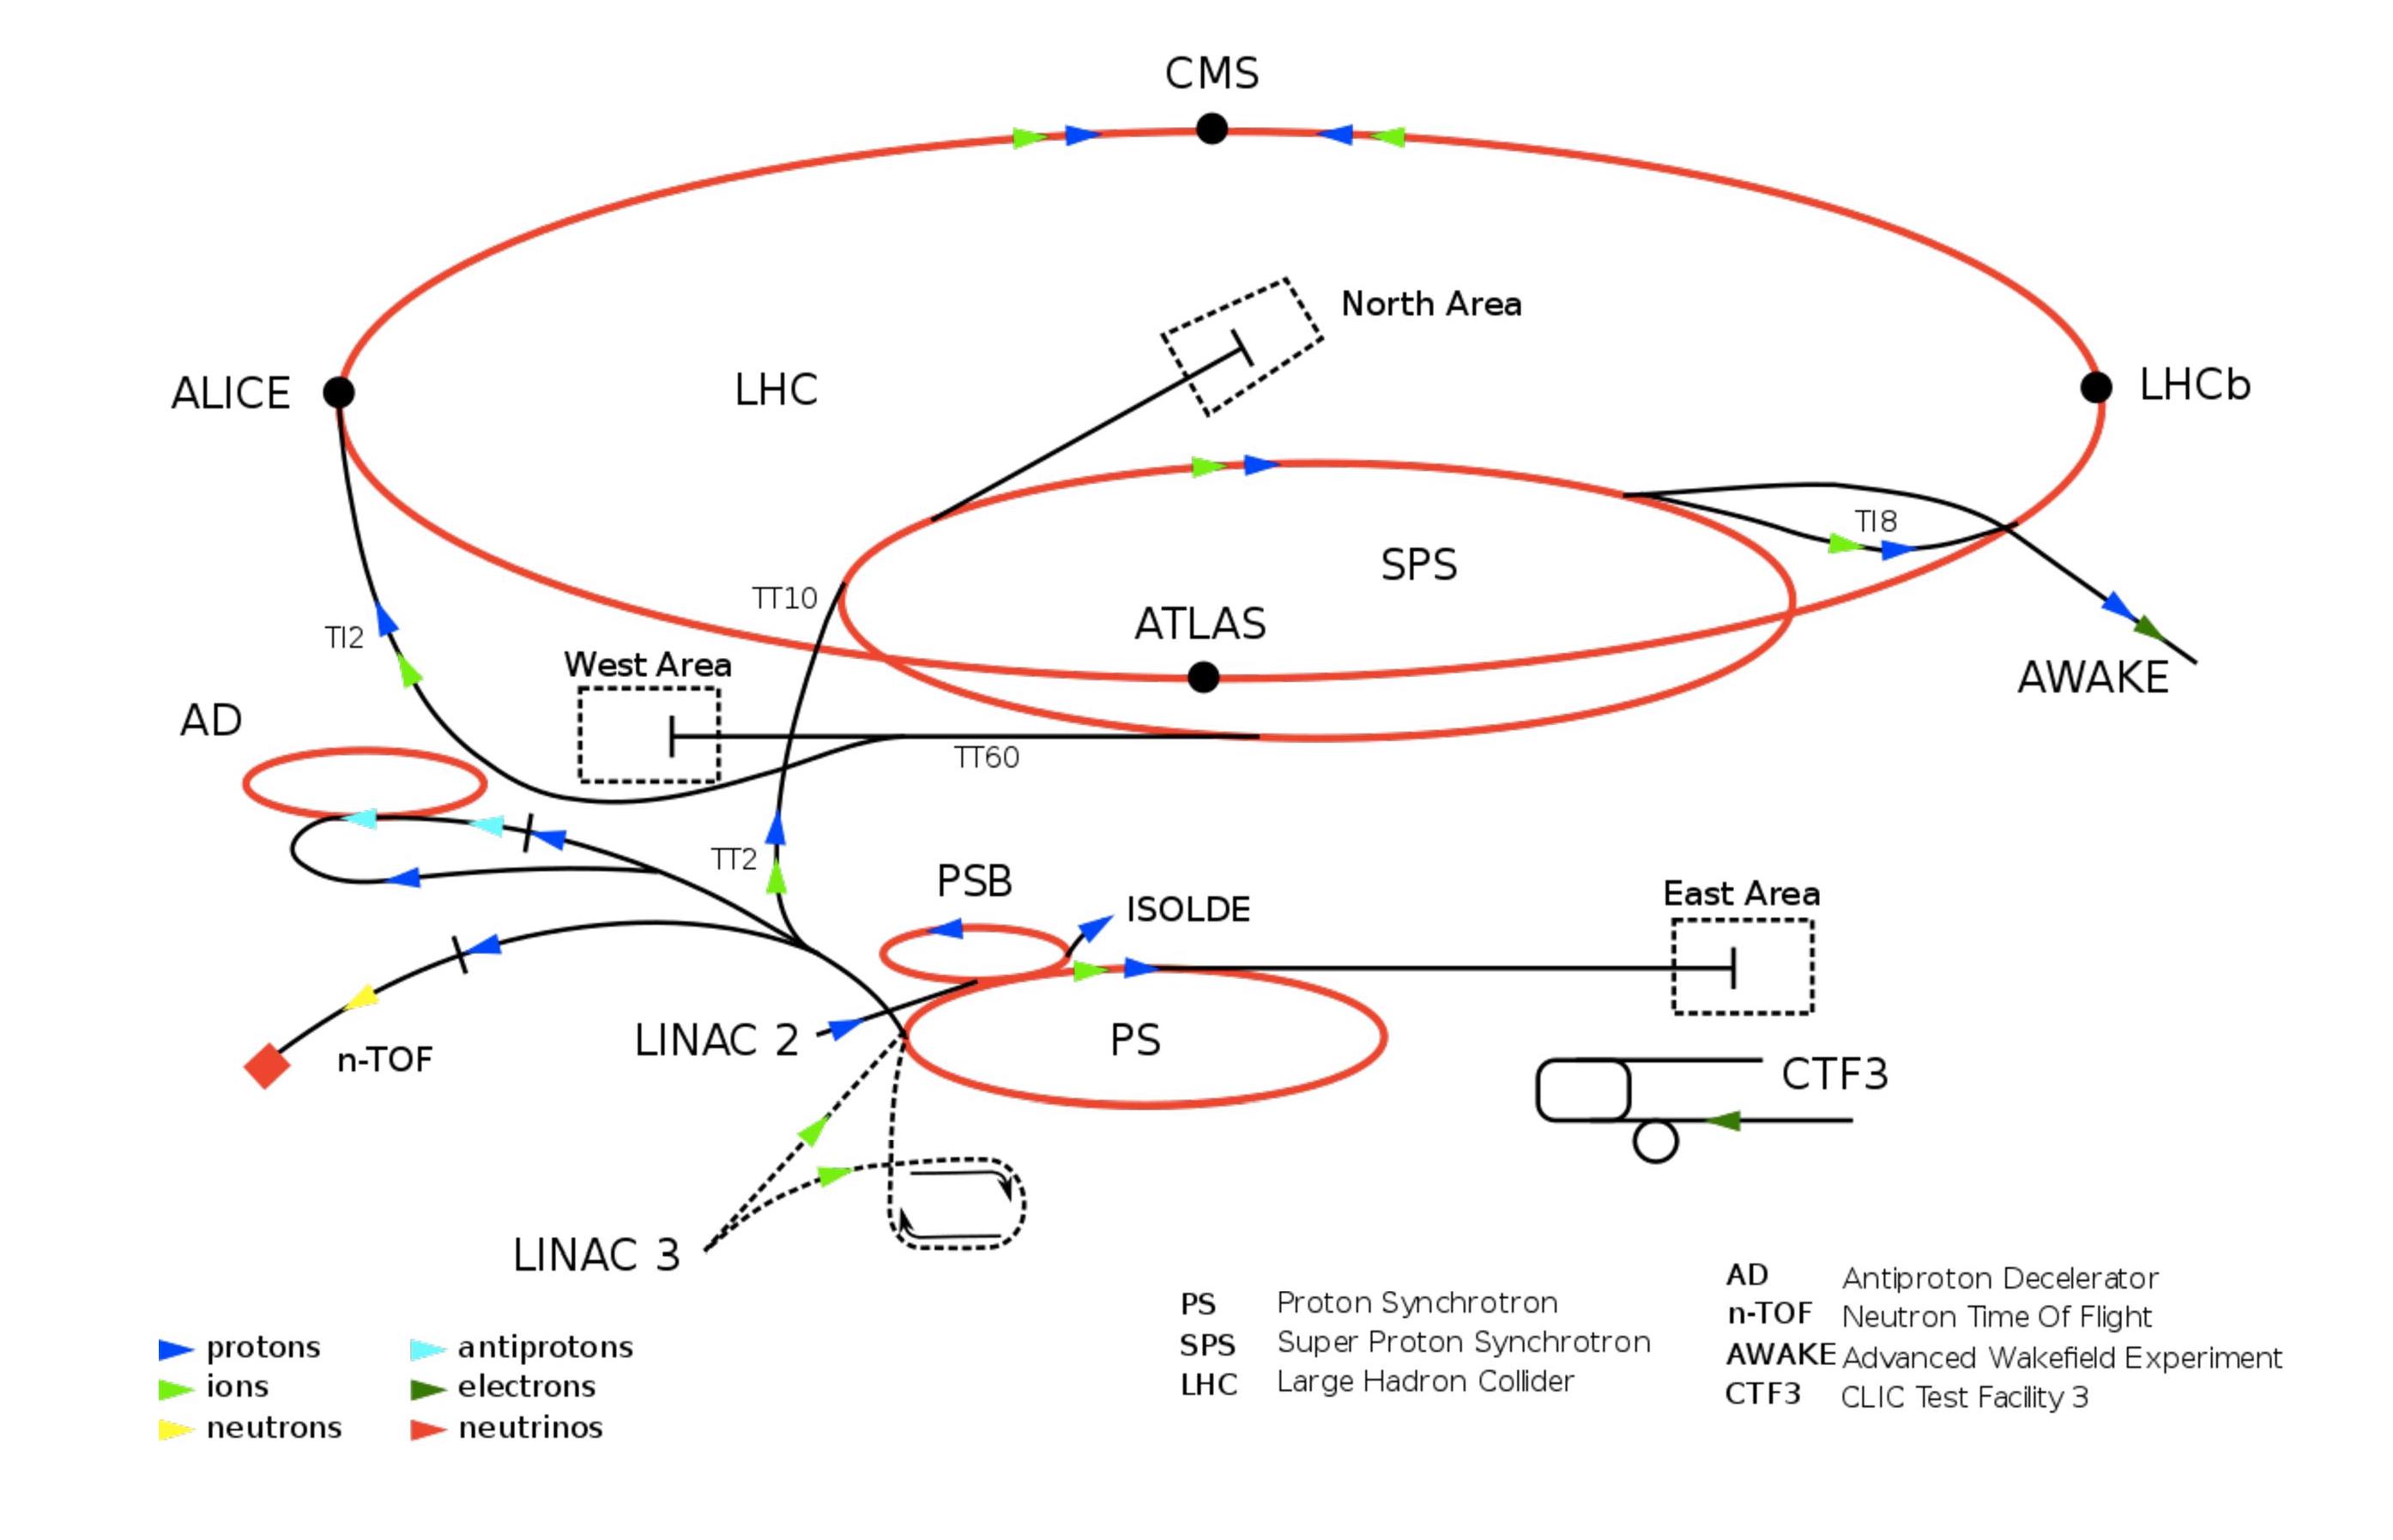 CMS
North Area
ALICE
LHC
LHCb
TI8
SPS
TT10
ATLAS
TI2
West Area
AWAKE
AD
TT60
TT2
PSB
ISOLDE
East Area
LINAC 2
PS
n-TOF
CTF3
LINAC 3
protons
ions
neutrons
antiprotons
electrons
neutrinos
PS Proton Synchrotron
SPS Super Proton Synchrotron
LHC Large Hadron Collider
AD Antiproton Decelerator
n-TOF Neutron Time Of Flight
AWAKE Advanced Wakefield Experiment
CTF3 CLIC Test Facility 3